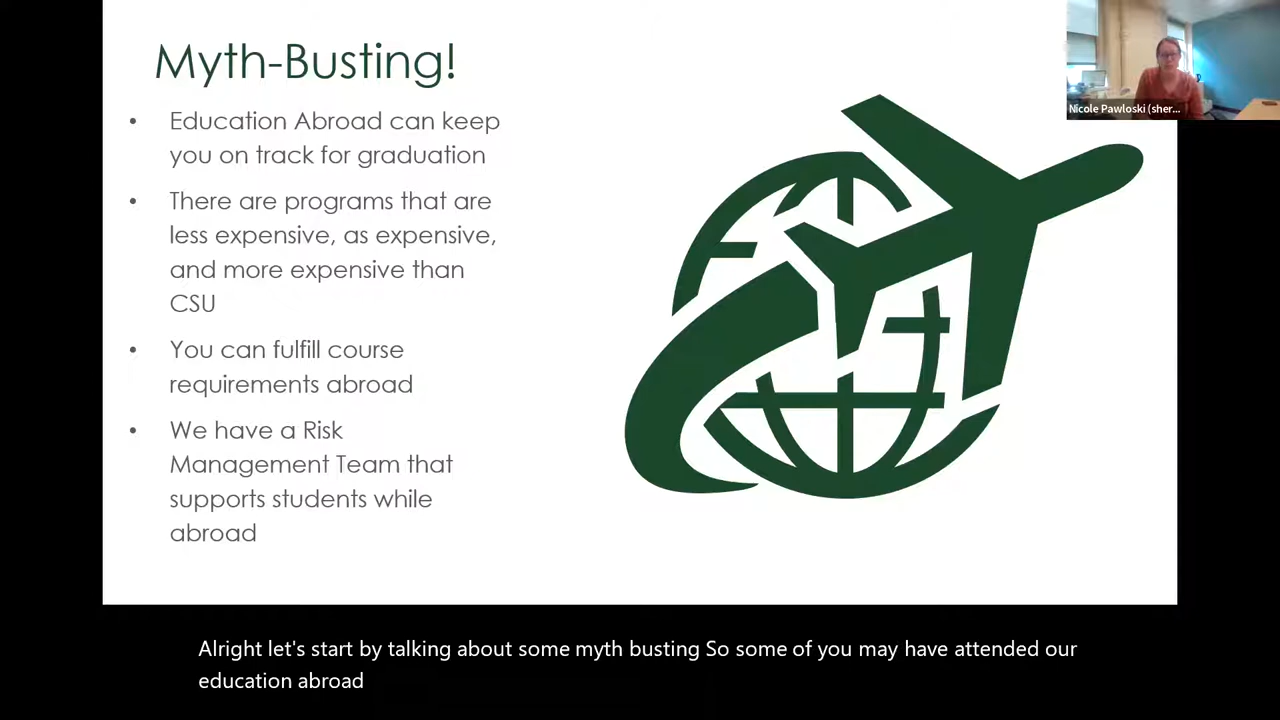 Myth-Busting!
• Education Abroad can keep
you on track for graduation
• There are programs that are
less expensive, as expensive,
and more expensive than
CSU
• You can fulfill course
requirements abroad
• We have a Risk
Management Team that
supports students while
abroad
Nicole Pawloski (sher...
Alright let's start by talking about some myth busting So some of you may have attended our
education abroad